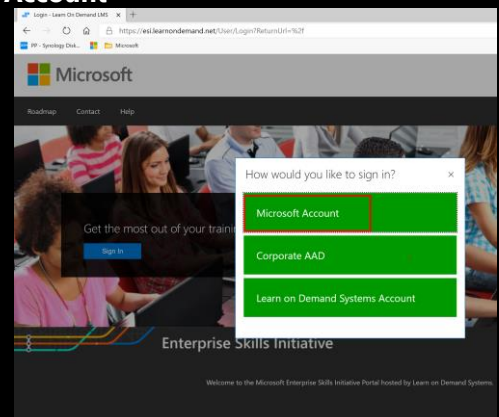 Account
Login - Learn On Demand LMS
https://esi.learnondemand.net/User/Login?ReturnUrl=%2f
PP - Synology Disk...
Microsoft
Microsoft
Roadmap Contact Help
How would you like to sign in?
Microsoft Account
Get the most out of your traini
Sign In
Corporate AAD
Learn on Demand Systems Account
Enterprise Skills Initiative
Welcome to the Microsoft Enterprise Skills Initiative Portal hosted by Learn on Demand Systems.